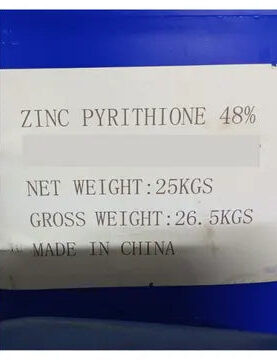 ZINC PYRITHIONE 48%
NET WEIGHT:25KGS
GROSS WEIGHT:26.5KGS
MADE IN CHINA